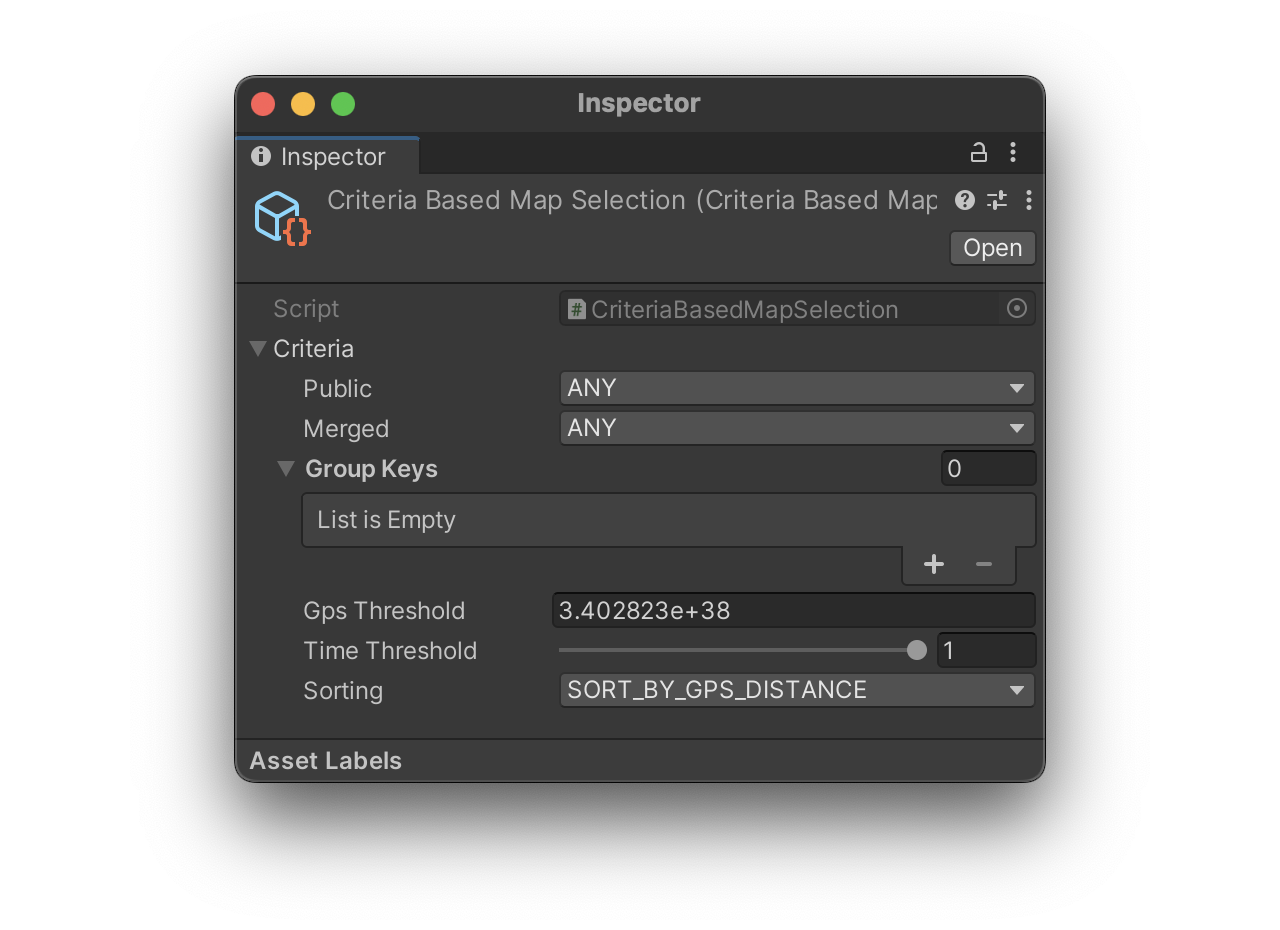 Inspector
Inspector
Criteria Based Map Selection (Criteria Based Map
Open
Script CriteriaBasedMapSelection
Criteria
Public ANY
Merged ANY
Group Keys 0
List is Empty
Gps Threshold 3.402823e+38
Time Threshold 1
Sorting SORT_BY_GPS_DISTANCE
Asset Labels